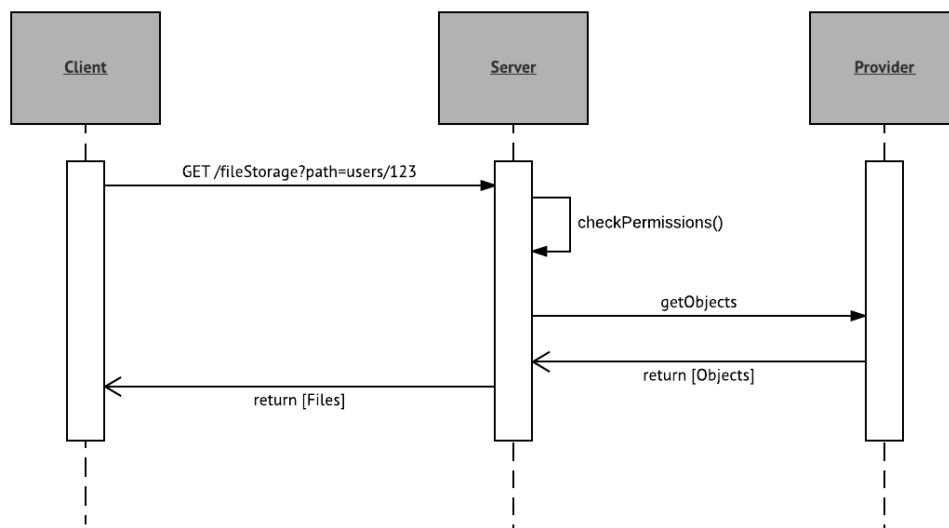 Client
Server
Provider
GET /fileStorage?path=users/123
checkPermissions()
getObjects
return [Objects]
return [Files]